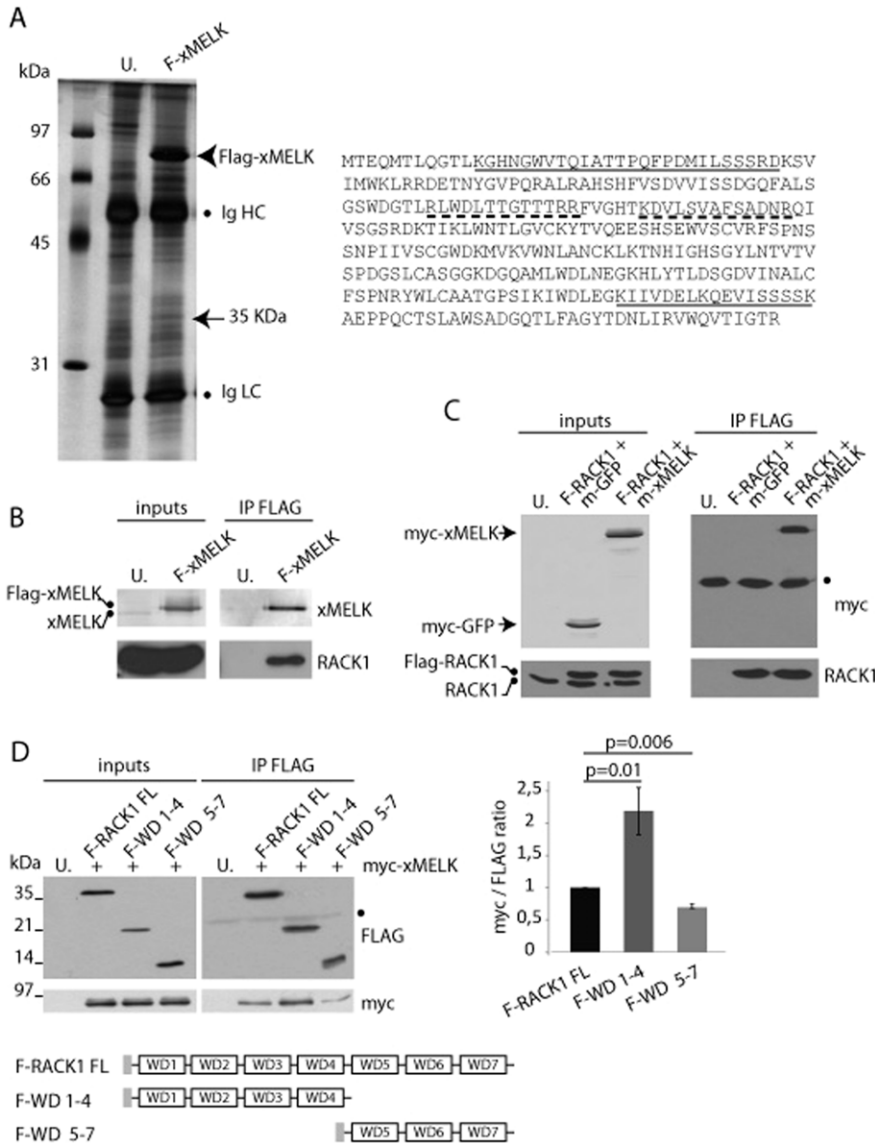 A
U.
F-xMELK
kDa
97
66
45
31
Flag-xMELK
Ig HC
35 KDa
Ig LC
MTEQMTLQGTLKGHNGWVTQIATTPQFPDMILSSSRDKSV
IMWKLRRDETNYGVPQRALRAHSHFVSDVVISSDGQFALS
GSWDGTLRLWDLTTGTTTRRFVGHTKDVLSVAFSADNRQI
VSGSRDKTIKLWNTLGVCKYTVQEESHSEWVSCVRFSPNS
SNPIIVSCGWDKMVKVWNLANCKLKTNHIGHSGYLNTVTV
SPDGSLCASGGKDGQAMLWDLNEGKHLYTLDSGDVINALC
FSPNRYWLCAATGPSIKIWDLEGKIIVDELKQEVISSSSK
AEPPQCTSLAWSADGQTLFAGYTDNLIRVWQVTIGTR
B
inputs
IP FLAG
U.
F-xMELK
U.
F-xMELK
Flag-xMELK
xMELK
xMELK
RACK1
C
inputs
IP FLAG
U.
F-RACK1 +
m-GFP
F-RACK1 +
m-xMELK
U.
F-RACK1 +
m-GFP
F-RACK1 +
m-xMELK
myc-xMELK
myc-GFP
myc
Flag-RACK1
RACK1
RACK1
D
inputs
IP FLAG
F-RACK1 FL
F-WD 1-4
F-WD 5-7
F-RACK1 FL
F-WD 1-4
F-WD 5-7
kDa U. + + + U. + + + myc-xMELK
35
21
14
97
FLAG
myc
p=0.006
p=0.01
myc / FLAG ratio
2,5
2
1,5
1
0,5
0
F-RACK1 FL
F-WD 1-4
F-WD 5-7
F-RACK1 FL WD1 WD2 WD3 WD4 WD5 WD6 WD7
F-WD 1-4 WD1 WD2 WD3 WD4
F-WD 5-7 WD5 WD6 WD7